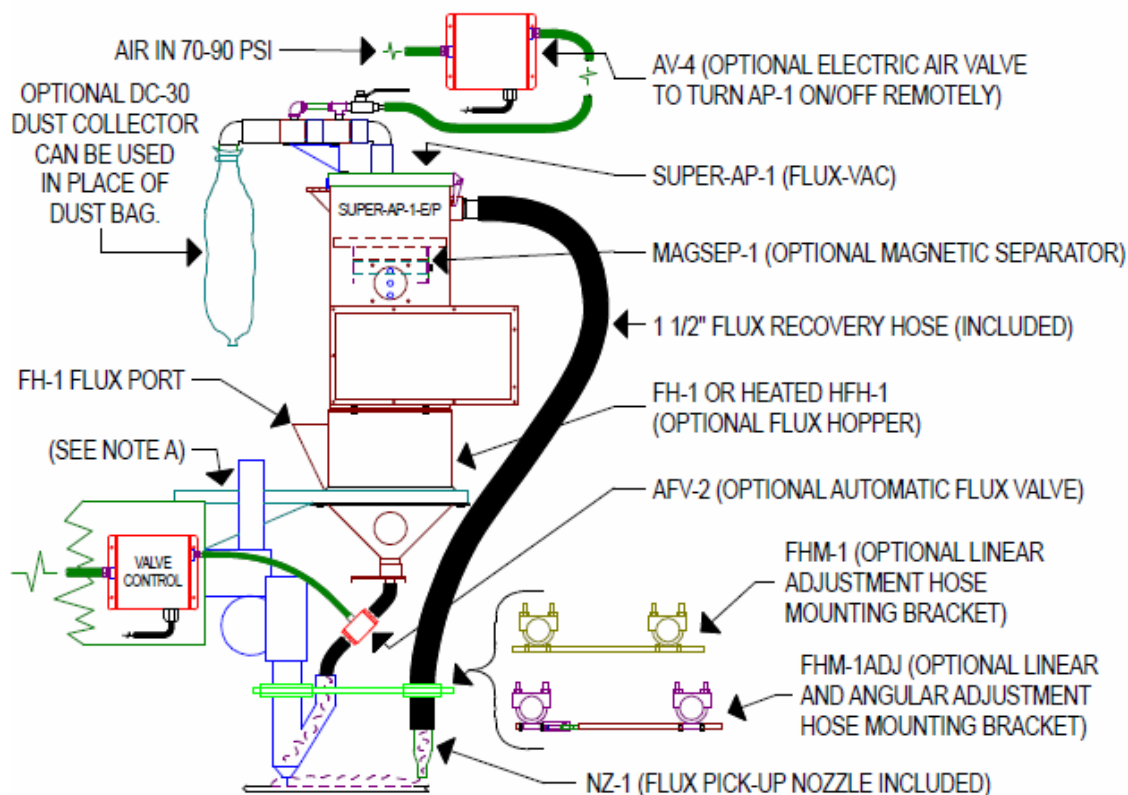 AIR IN 70-90 PSI
AV-4 (OPTIONAL ELECTRIC AIR VALVE
TO TURN AP-1 ON/OFF REMOTELY)
OPTIONAL DC-30
DUST COLLECTOR
CAN BE USED
IN PLACE OF
DUST BAG.
SUPER-AP-1 (FLUX-VAC)
SUPER-AP-1-E/P
MAGSEP-1 (OPTIONAL MAGNETIC SEPARATOR)
1 1/2" FLUX RECOVERY HOSE (INCLUDED)
FH-1 FLUX PORT
FH-1 OR HEATED HFH-1
(OPTIONAL FLUX HOPPER)
(SEE NOTE A)
AFV-2 (OPTIONAL AUTOMATIC FLUX VALVE)
VALVE
CONTROL
FHM-1 (OPTIONAL LINEAR
ADJUSTMENT HOSE
MOUNTING BRACKET)
FHM-1ADJ (OPTIONAL LINEAR
AND ANGULAR ADJUSTMENT
HOSE MOUNTING BRACKET)
NZ-1 (FLUX PICK-UP NOZZLE INCLUDED)